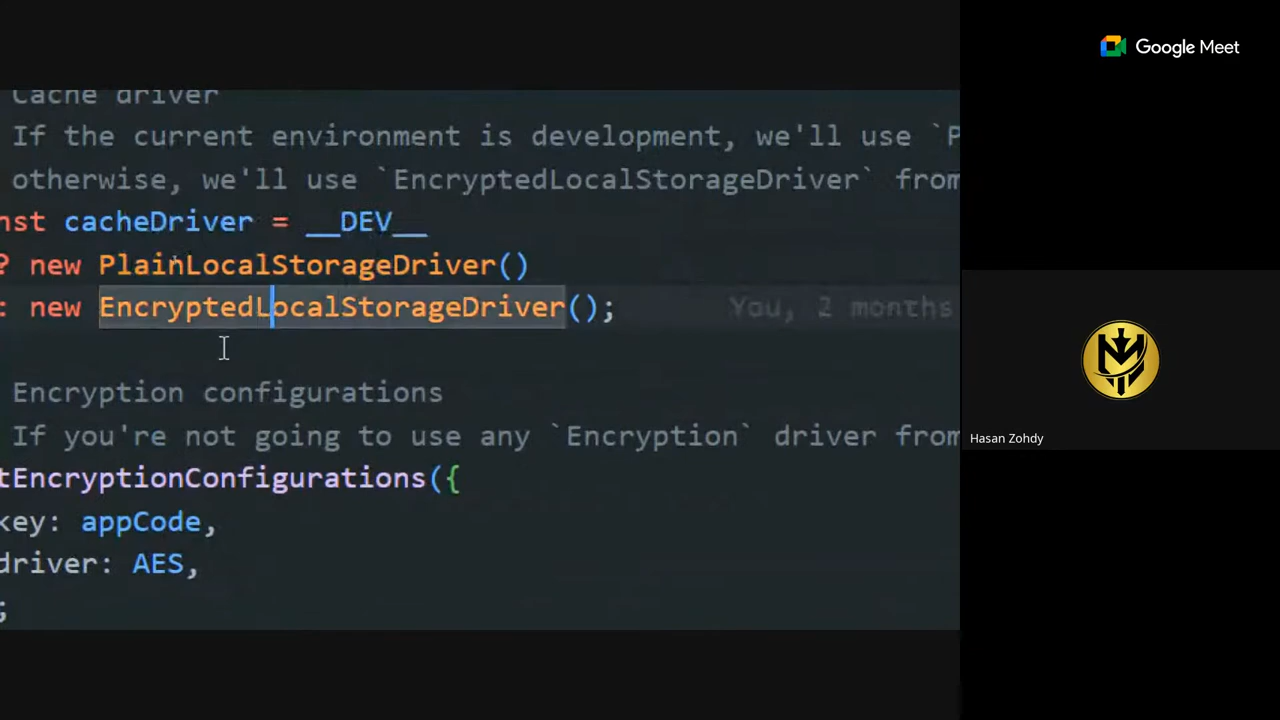 Google Meet
Cache driver
If the current environment is development, we'll use `P
otherwise, we'll use `EncryptedLocalStorageDriver` from
nst cacheDriver = __DEV__
? new PlainLocalStorageDriver()
: new EncryptedLocalStorageDriver(); You, 2 months
Encryption configurations
If you're not going to use any `Encryption` driver from
tEncryptionConfigurations({
key: appCode,
driver: AES,
;
Hasan Zohdy